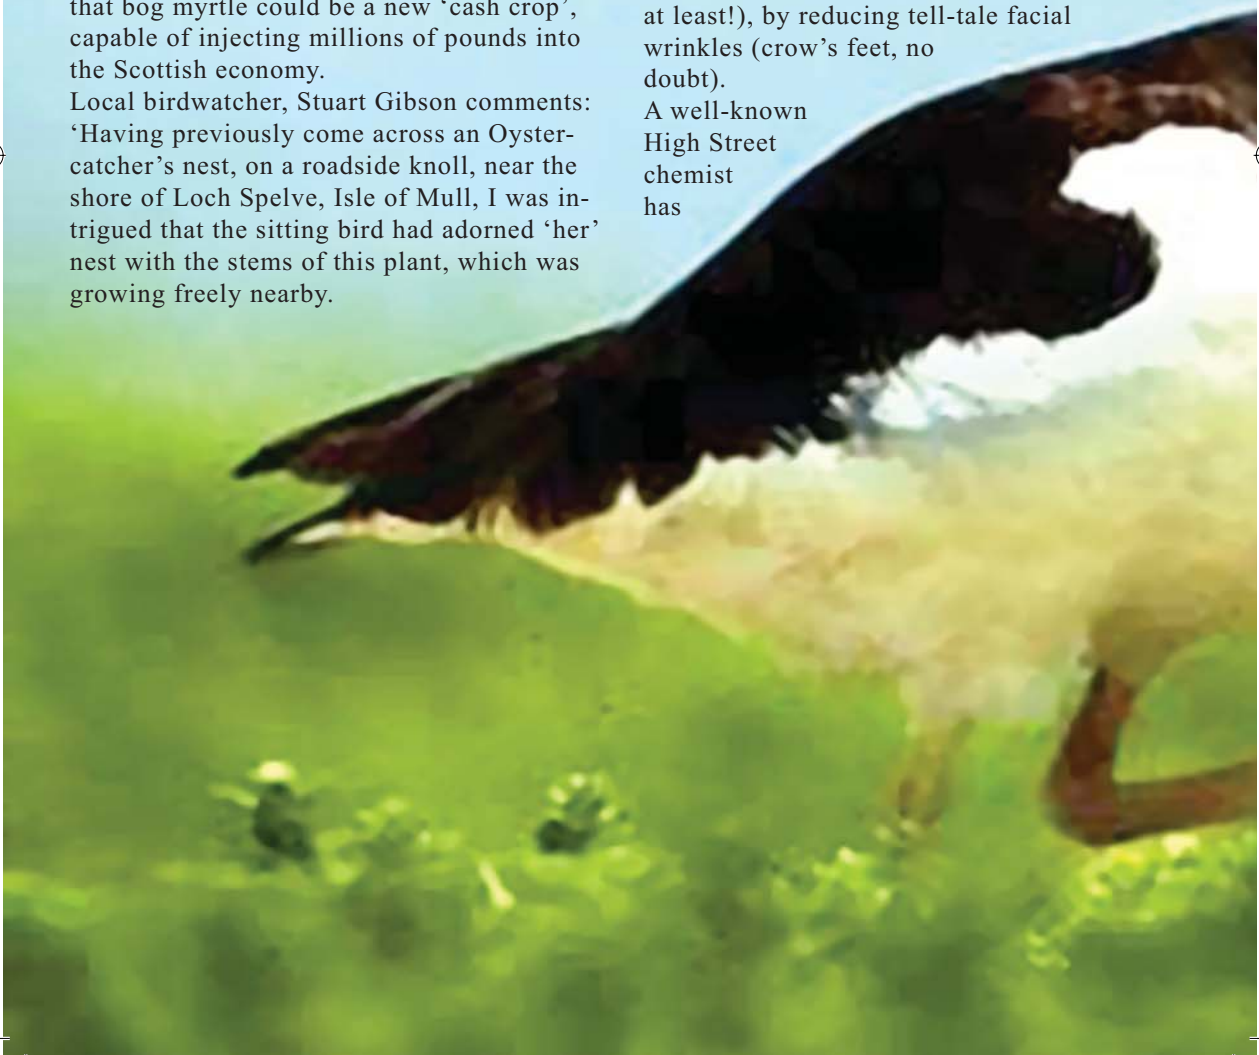 that bog myrtle could be a new ‘cash crop’,
capable of injecting millions of pounds into
the Scottish economy.
Local birdwatcher, Stuart Gibson comments:
‘Having previously come across an Oyster-
catcher’s nest, on a roadside knoll, near the
shore of Loch Spelve, Isle of Mull, I was in-
trigued that the sitting bird had adorned ‘her’
nest with the stems of this plant, which was
growing freely nearby.
at least!), by reducing tell-tale facial
wrinkles (crow’s feet, no
doubt).
A well-known
High Street
chemist
has